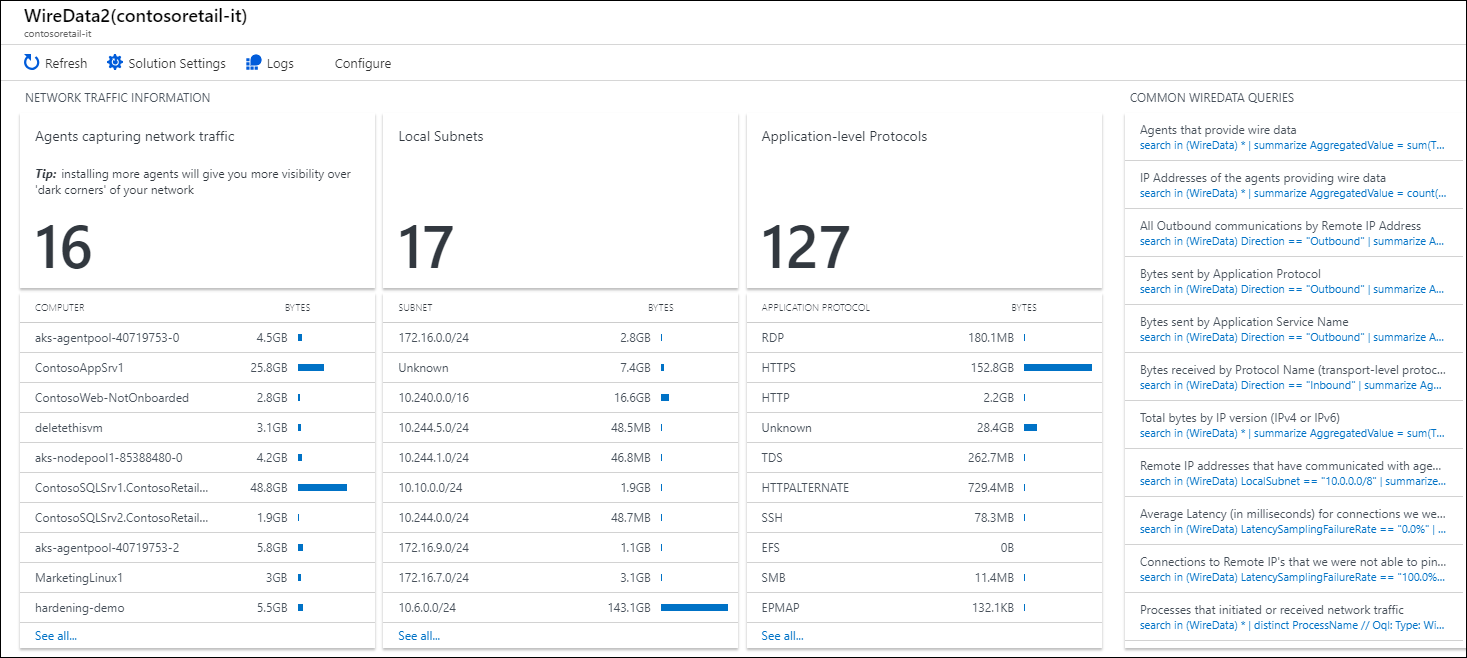 WireData2(contosoretail-it)
contosoretail-it
Refresh Solution Settings Logs Configure
NETWORK TRAFFIC INFORMATION
Agents capturing network traffic
Tip: installing more agents will give you more visibility over
'dark corners' of your network
16
COMPUTER BYTES
aks-agentpool-40719753-0 4.5GB
ContosoAppSrv1 25.8GB
ContosoWeb-NotOnboarded 2.8GB
deletethisvm 3.1GB
aks-nodepool1-85388480-0 4.2GB
ContosoSQLSrv1.ContosoRetail... 48.8GB
ContosoSQLSrv2.ContosoRetail... 1.9GB
aks-agentpool-40719753-2 5.8GB
MarketingLinux1 3GB
hardening-demo 5.5GB
See all...
Local Subnets
17
SUBNET BYTES
172.16.0.0/24 2.8GB
Unknown 7.4GB
10.240.0.0/16 16.6GB
10.244.5.0/24 48.5MB
10.244.1.0/24 46.8MB
10.10.0.0/24 1.9GB
10.244.0.0/24 48.7MB
172.16.9.0/24 1.1GB
172.16.7.0/24 3.1GB
10.6.0.0/24 143.1GB
See all...
Application-level Protocols
127
APPLICATION PROTOCOL BYTES
RDP 180.1MB
HTTPS 152.8GB
HTTP 2.2GB
Unknown 28.4GB
TDS 262.7MB
HTTPALTERNATE 729.4MB
SSH 78.3MB
EFS 0B
SMB 11.4MB
EPMAP 132.1KB
See all...
COMMON WIREDATA QUERIES
Agents that provide wire data
search in (WireData) * | summarize AggregatedValue = sum(T...
IP Addresses of the agents providing wire data
search in (WireData) * | summarize AggregatedValue = count(...
All Outbound communications by Remote IP Address
search in (WireData) Direction == "Outbound" | summarize A...
Bytes sent by Application Protocol
search in (WireData) Direction == "Outbound" | summarize A...
Bytes sent by Application Service Name
search in (WireData) Direction == "Outbound" | summarize A...
Bytes received by Protocol Name (transport-level protoc...
search in (WireData) Direction == "Inbound" | summarize Ag...
Total bytes by IP version (IPv4 or IPv6)
search in (WireData) * | summarize AggregatedValue = sum(T...
Remote IP addresses that have communicated with age...
search in (WireData) LocalSubnet == "10.0.0.0/8" | summarize...
Average Latency (in milliseconds) for connections we we...
search in (WireData) LatencySamplingFailureRate == "0.0%" | ...
Connections to Remote IP's that we were not able to pin...
search in (WireData) LatencySamplingFailureRate == "100.0%...
Processes that initiated or received network traffic
search in (WireData) * | distinct ProcessName // Oql: Type: Wi...